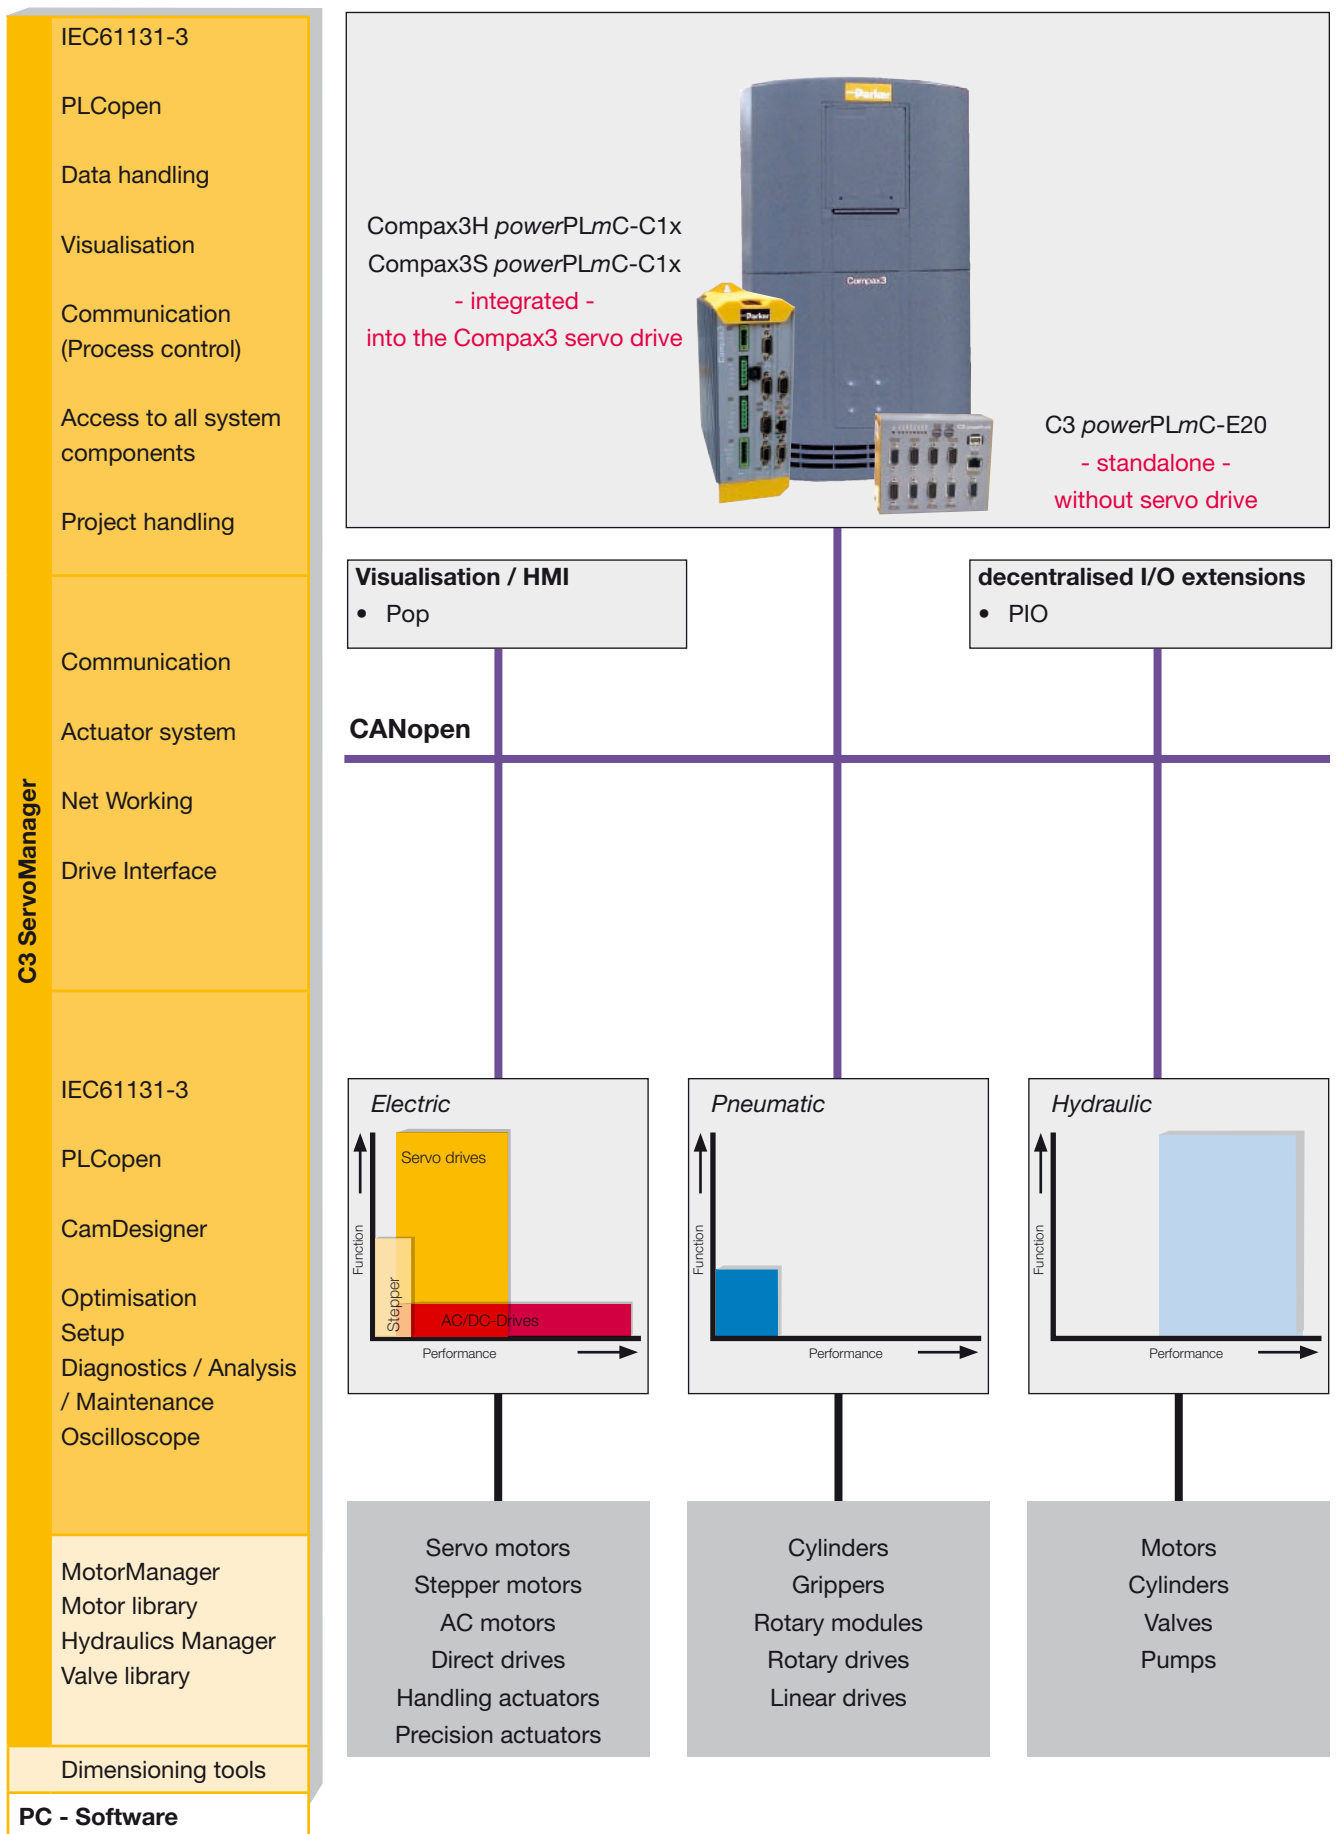 IEC61131-3
PLCopen
Data handling
Visualisation
Communication
(Process control)
Access to all system
components
Project handling
Communication
Actuator system
Net Working
Drive Interface
C3 ServoManager
IEC61131-3
PLCopen
CamDesigner
Optimisation
Setup
Diagnostics / Analysis
/ Maintenance
Oscilloscope
MotorManager
Motor library
Hydraulics Manager
Valve library
Dimensioning tools
PC - Software
Compax3H powerPLmC-C1x
Compax3S powerPLmC-C1x
- integrated -
into the Compax3 servo drive
Parker
Compax3
Parker
Compax3
C3 powerPLmC-E20
- standalone -
without servo drive
Visualisation / HMI
• Pop
decentralised I/O extensions
• PIO
CANopen
Electric
Servo drives
Function
Stepper
AC/DC-Drives
Performance
Pneumatic
Function
Performance
Hydraulic
Function
Performance
Servo motors
Stepper motors
AC motors
Direct drives
Handling actuators
Precision actuators
Cylinders
Grippers
Rotary modules
Rotary drives
Linear drives
Motors
Cylinders
Valves
Pumps